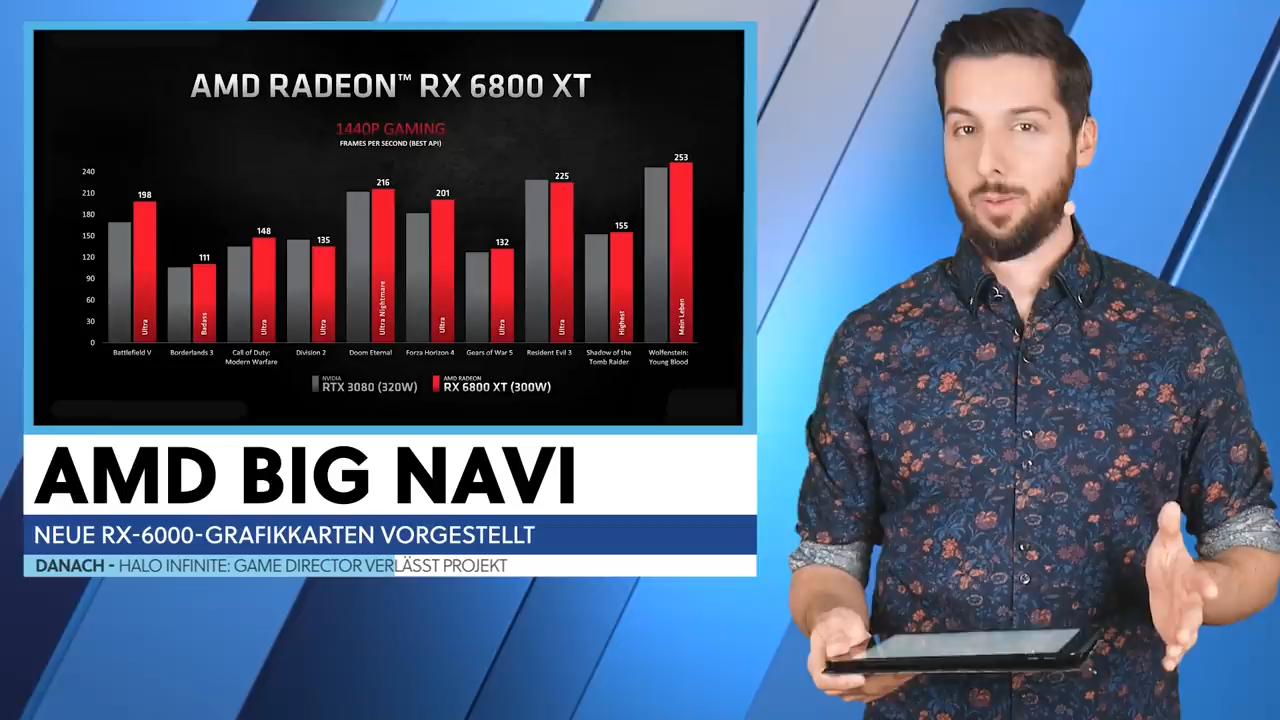 AMD RADEON™ RX 6800 XT
1440P GAMING
FRAMES PER SECOND (BEST API)
240
210
180
150
120
90
60
30
0
198
111
148
135
216
201
132
225
155
253
Ultra
Badass
Ultra
Ultra
Ultra Nightmare
Ultra
Ultra
Ultra
Highest
Mein Leben
Battlefield V
Borderlands 3
Call of Duty:
Modern Warfare
Division 2
Doom Eternal
Forza Horizon 4
Gears of War 5
Resident Evil 3
Shadow of the
Tomb Raider
Wolfenstein:
Young Blood
NVIDIA
RTX 3080 (320W)
AMD RADEON
RX 6800 XT (300W)
AMD BIG NAVI
NEUE RX-6000-GRAFIKKARTEN VORGESTELLT
DANACH - HALO INFINITE: GAME DIRECTOR VERLÄSST PROJEKT